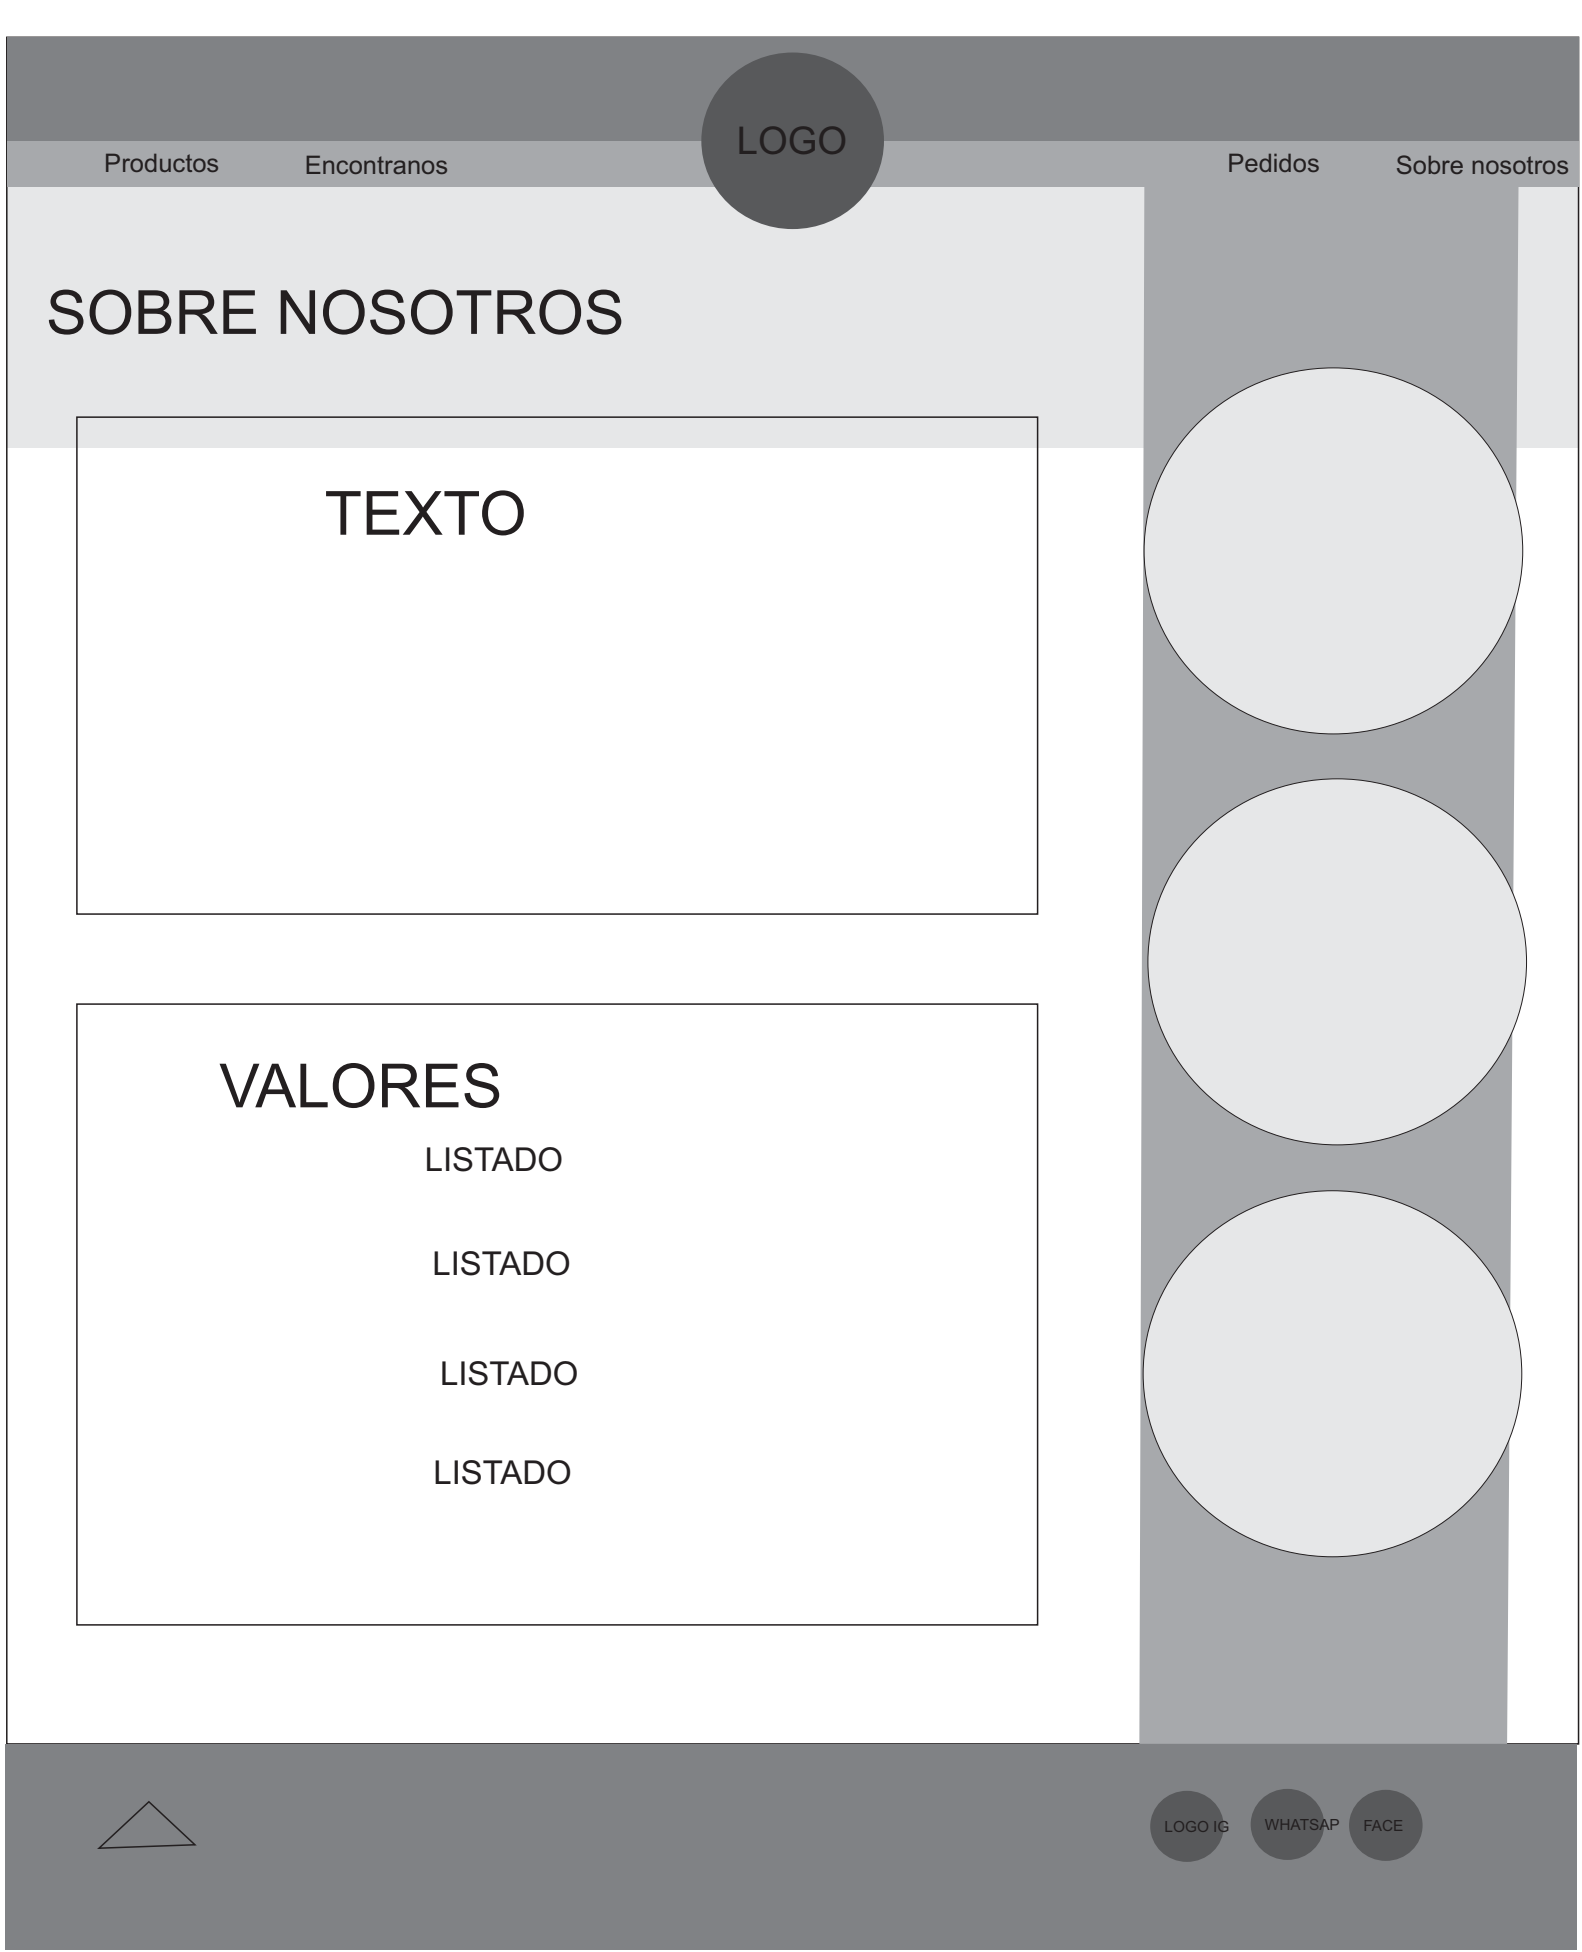 LOGO
Productos
Encontranos
Pedidos
Sobre nosotros
SOBRE NOSOTROS
TEXTO
VALORES
LISTADO
LISTADO
LISTADO
LISTADO
LOGO IG
WHATSAP
FACE